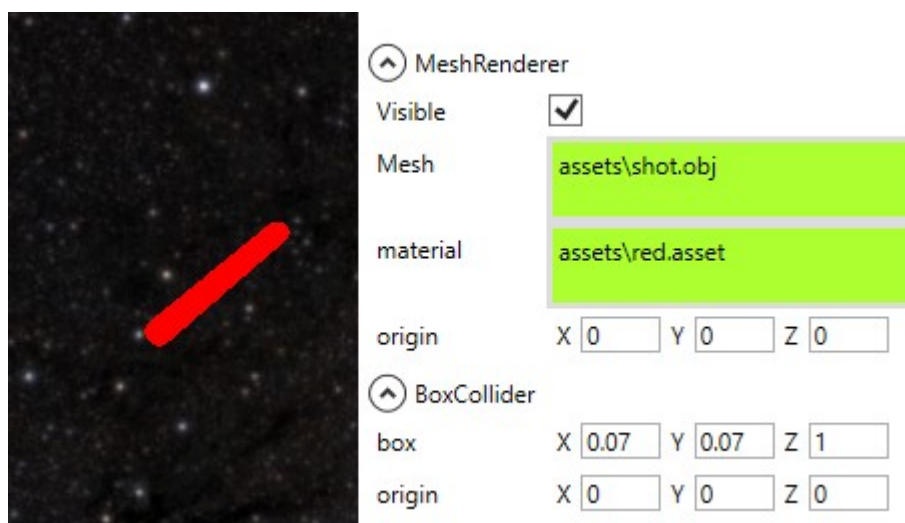 MeshRenderer
Visible
Mesh assets\shot.obj
material assets\red.asset
origin X 0 Y 0 Z 0
BoxCollider
box X 0.07 Y 0.07 Z 1
origin X 0 Y 0 Z 0